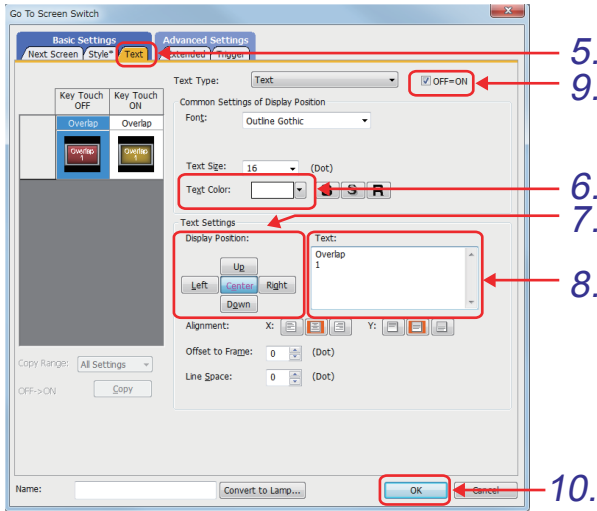 Go To Screen Switch
Basic Settings Advanced Settings
Next Screen Style* Text Extended Trigger
5.
Text Type: Text OFF=ON
9.
Key Touch OFF
Key Touch ON
Common Settings of Display Position
Font: Outline Gothic
Overlap Overlap
Overlap
1
Overlap
1
Text Size: 16 (Dot)
Text Color: S R
6.
7.
Text Settings
Display Position: Text:
Overlap
1
Up
Left Center Right
Down
8.
Alignment: X: Y:
Offset to Frame: 0 (Dot)
Line Space: 0 (Dot)
Copy Range: All Settings
OFF->ON Copy
Name: Convert to Lamp... OK Cancel
10.